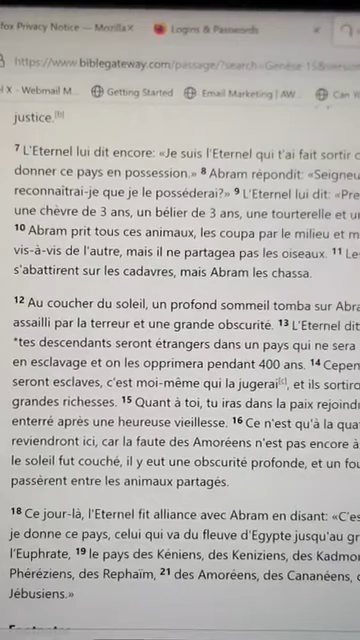 fox Privacy Notice — Mozilla × Logins & Passwords ×
https://www.biblegateway.com/passage/?search=Genèse 15&version
l X - Webmail M... Getting Started Email Marketing | AW... Can
justice.[b]
7 L'Eternel lui dit encore: «Je suis l'Eternel qui t'ai fait sortir
donner ce pays en possession.» 8 Abram répondit: «Seigneu
reconnaîtrai-je que je le posséderai?» 9 L'Eternel lui dit: «Pre
une chèvre de 3 ans, un bélier de 3 ans, une tourterelle et u
10 Abram prit tous ces animaux, les coupa par le milieu et m
vis-à-vis de l'autre, mais il ne partagea pas les oiseaux. 11 Le
s'abattirent sur les cadavres, mais Abram les chassa.
12 Au coucher du soleil, un profond sommeil tomba sur Abra
assailli par la terreur et une grande obscurité. 13 L'Eternel dit
*tes descendants seront étrangers dans un pays qui ne sera
en esclavage et on les opprimera pendant 400 ans. 14 Cepen
seront esclaves, c'est moi-même qui la jugerai[c], et ils sortiro
grandes richesses. 15 Quant à toi, tu iras dans la paix rejoindr
enterré après une heureuse vieillesse. 16 Ce n'est qu'à la qua
reviendront ici, car la faute des Amoréens n'est pas encore à
le soleil fut couché, il y eut une obscurité profonde, et un fou
passèrent entre les animaux partagés.
18 Ce jour-là, l'Eternel fit alliance avec Abram en disant: «C'es
je donne ce pays, celui qui va du fleuve d'Egypte jusqu'au gr
l'Euphrate, 19 le pays des Kéniens, des Keniziens, des Kadmo
Phéréziens, des Rephaïm, 21 des Amoréens, des Cananéens,
Jébusiens.»